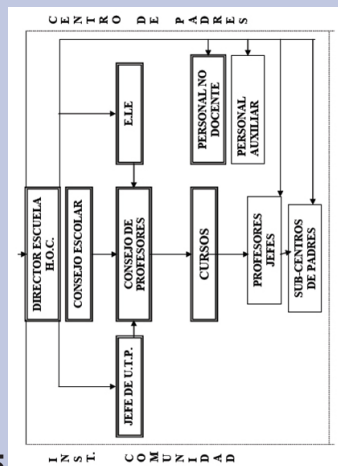 CENTRO DE PADRES
DIRECTOR ESCUELA
H.O.C.
CONSEJO ESCOLAR
JEFE DE U.T.P.
CONSEJO DE
PROFESORES
E.I.E
CURSOS
PERSONAL NO
DOCENTE
PERSONAL
AUXILIAR
PROFESORES
JEFES
SUB-CENTROS
DE PADRES
INST. COMUNIDAD